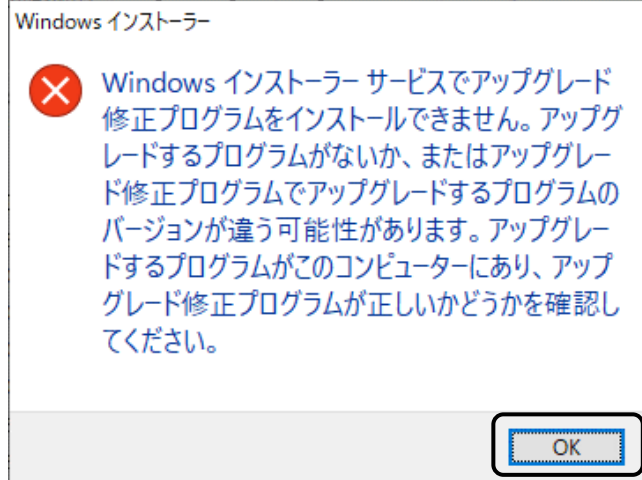 Windows インストーラー
Windows インストーラー サービスでアップグレード
修正プログラムをインストールできません。アップグ
レードするプログラムがないか、またはアップグレー
ド修正プログラムでアップグレードするプログラムの
バージョンが違う可能性があります。アップグレー
ドするプログラムがこのコンピューターにあり、アップ
グレード修正プログラムが正しいかどうかを確認し
てください。
OK